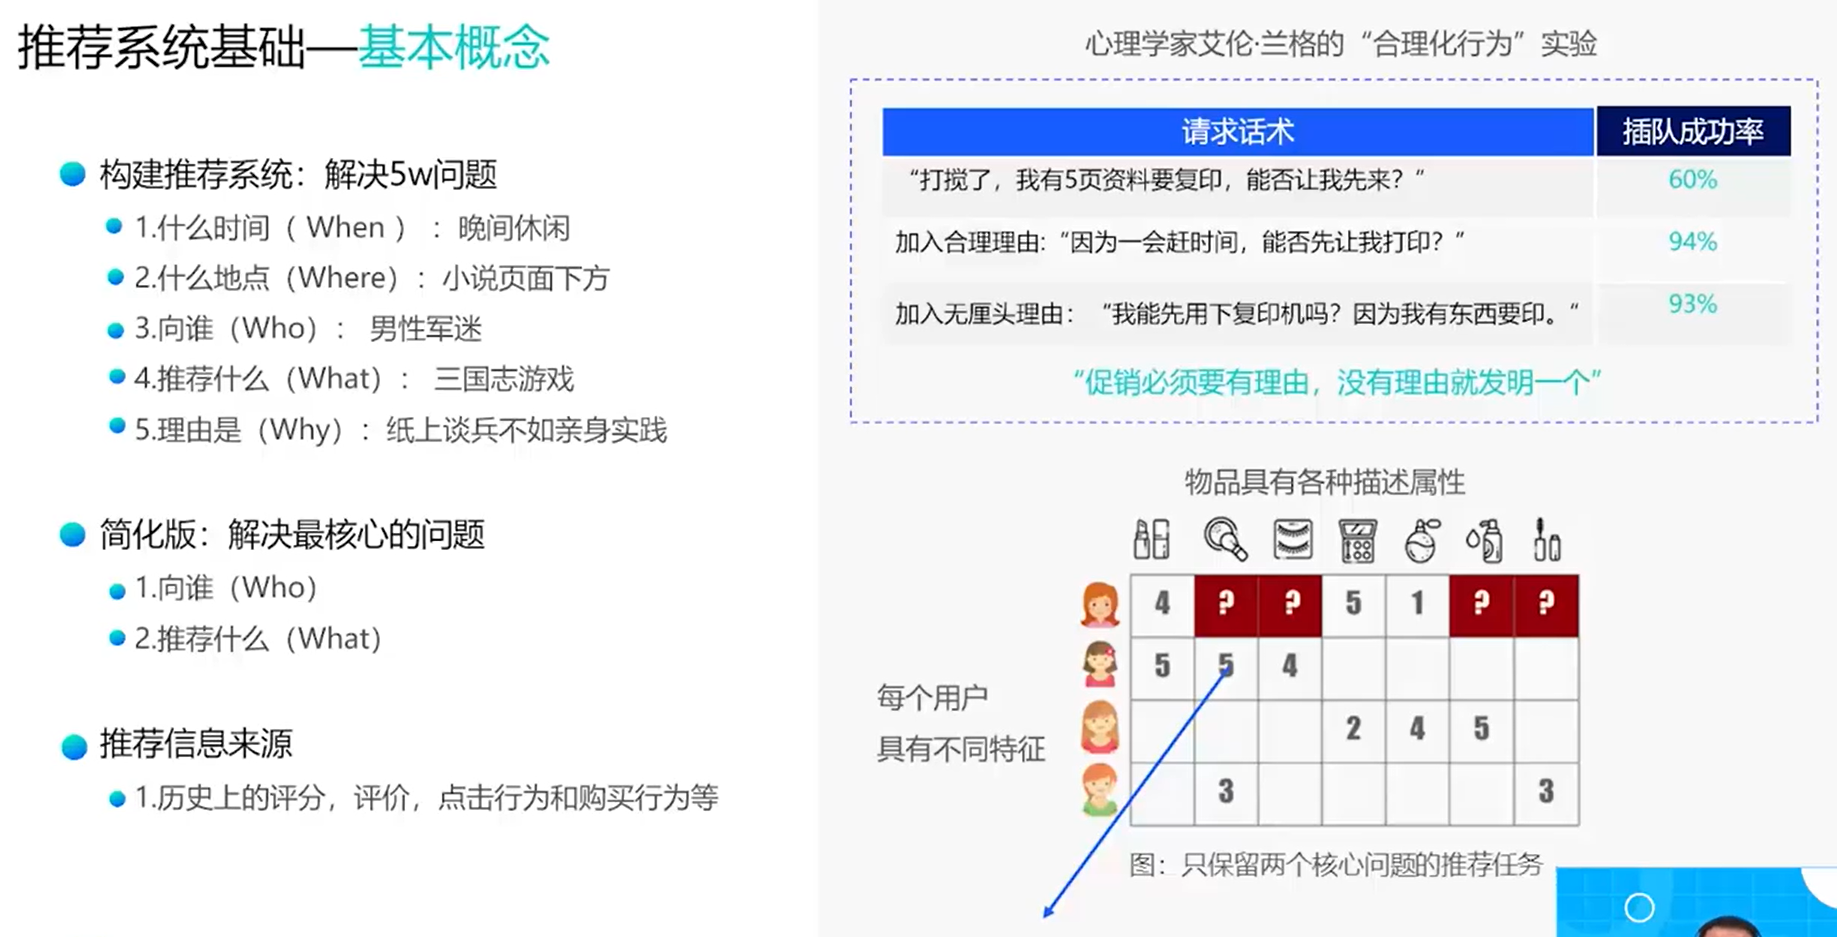 推荐系统基础—基本概念
构建推荐系统：解决5w问题
1.什么时间（ When ） ：晚间休闲
2.什么地点（Where）：小说页面下方
3.向谁（Who）： 男性军迷
4.推荐什么（What）： 三国志游戏
5.理由是（Why）：纸上谈兵不如亲身实践
简化版：解决最核心的问题
1.向谁（Who）
2.推荐什么（What）
推荐信息来源
1.历史上的评分，评价，点击行为和购买行为等
心理学家艾伦·兰格的“合理化行为”实验
请求话术 插队成功率
“打搅了，我有5页资料要复印，能否让我先来？” 60%
加入合理理由:“因为一会赶时间，能否先让我打印？” 94%
加入无厘头理由： “我能先用下复印机吗？因为我有东西要印。“ 93%
“促销必须要有理由，没有理由就发明一个”
物品具有各种描述属性
4 ? ? 5 1 ? ?
5 5 4
2 4 5
3 3
每个用户
具有不同特征
图：只保留两个核心问题的推荐任务